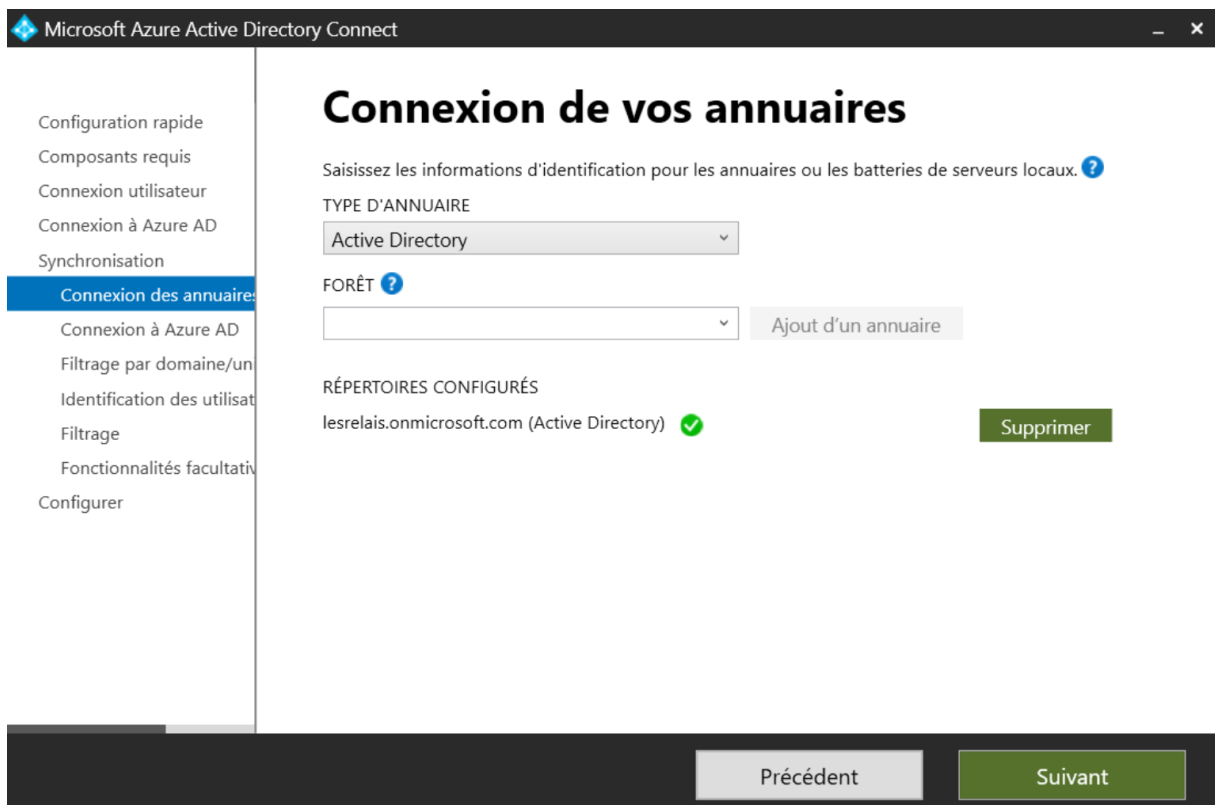 Microsoft Azure Active Directory Connect
Configuration rapide
Composants requis
Connexion utilisateur
Connexion à Azure AD
Synchronisation
Connexion des annuaires
Connexion à Azure AD
Filtrage par domaine/uni
Identification des utilisat
Filtrage
Fonctionnalités facultativ
Configurer
Connexion de vos annuaires
Saisissez les informations d'identification pour les annuaires ou les batteries de serveurs locaux. ?
TYPE D'ANNUAIRE
Active Directory
FORÊT ?
Ajout d’un annuaire
RÉPERTOIRES CONFIGURÉS
lesrelais.onmicrosoft.com (Active Directory)
Supprimer
Précédent
Suivant